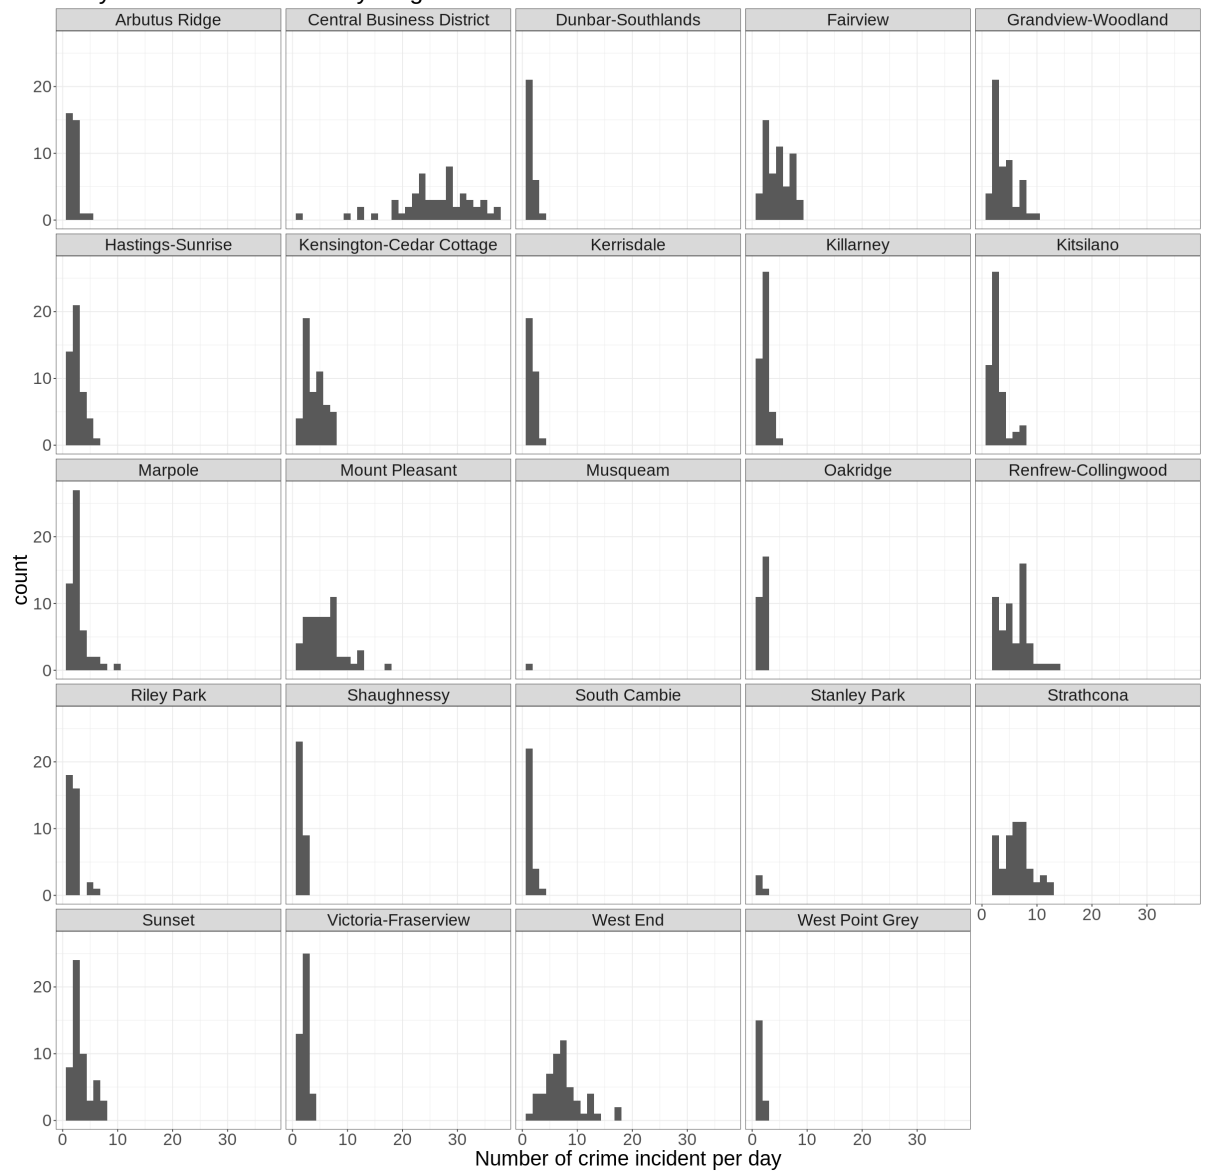 Arbutus Ridge Central Business District Dunbar-Southlands Fairview Grandview-Woodland
20
10
0
Hastings-Sunrise Kensington-Cedar Cottage Kerrisdale Killarney Kitsilano
20
10
0
Marpole Mount Pleasant Musqueam Oakridge Renfrew-Collingwood
20
10
0
count
Riley Park Shaughnessy South Cambie Stanley Park Strathcona
20
10
0
0 10 20 30
Sunset Victoria-Fraserview West End West Point Grey
20
10
0
0 10 20 30 0 10 20 30 0 10 20 30 0 10 20 30
Number of crime incident per day